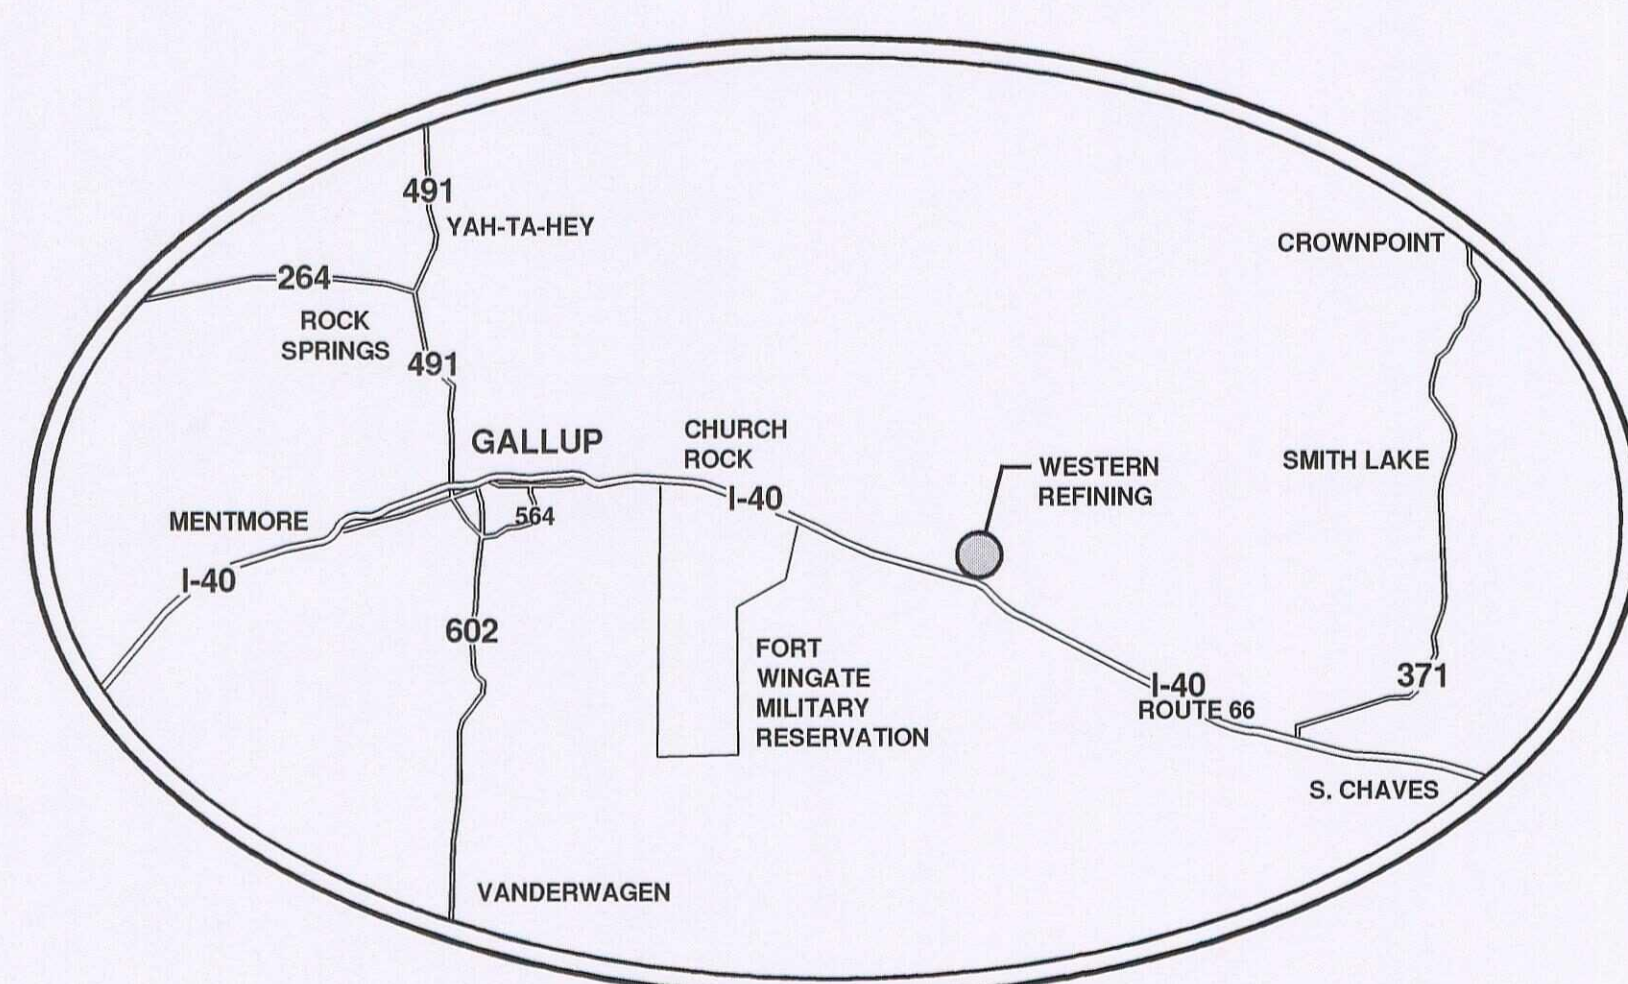 491
YAH-TA-HEY
CROWNPOINT
264
ROCK
SPRINGS
491
GALLUP
CHURCH
ROCK
SMITH LAKE
WESTERN
REFINING
I-40
564
MENTMORE
I-40
602
FORT
WINGATE
MILITARY
RESERVATION
I-40
ROUTE 66
371
S. CHAVES
VANDERWAGEN